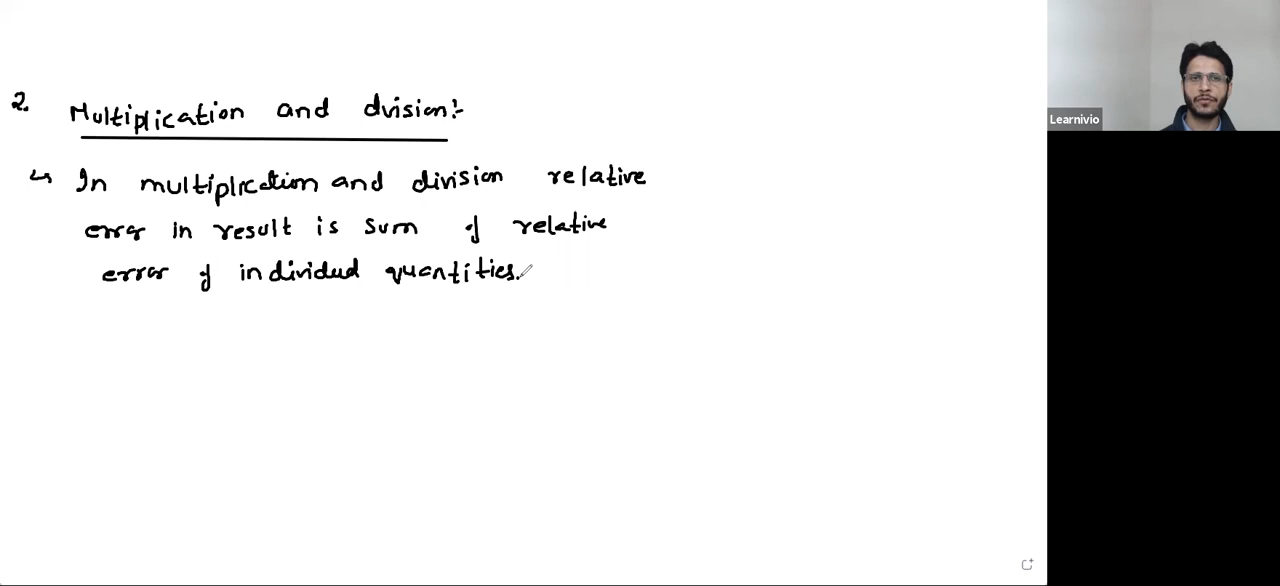 2. Multiplication and dvision:-
↳ In multiplication and division relative
error in result is sum of relative
error of individual quantities.
Learnivio